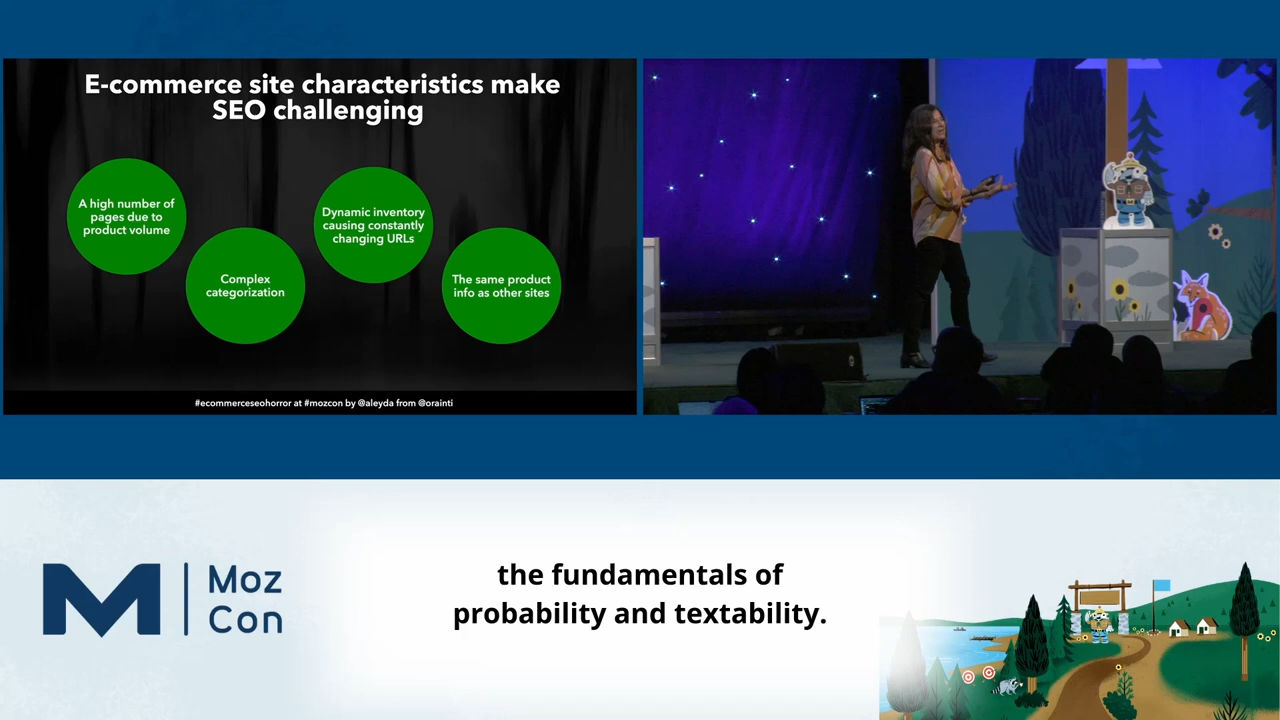 E-commerce site characteristics make
SEO challenging
A high number of
pages due to
product volume
Complex
categorization
Dynamic inventory
causing constantly
changing URLs
The same product
info as other sites
#ecommerceseohorror at #mozcon by @aleyda from @orainti
Moz
Con
the fundamentals of
probability and textability.